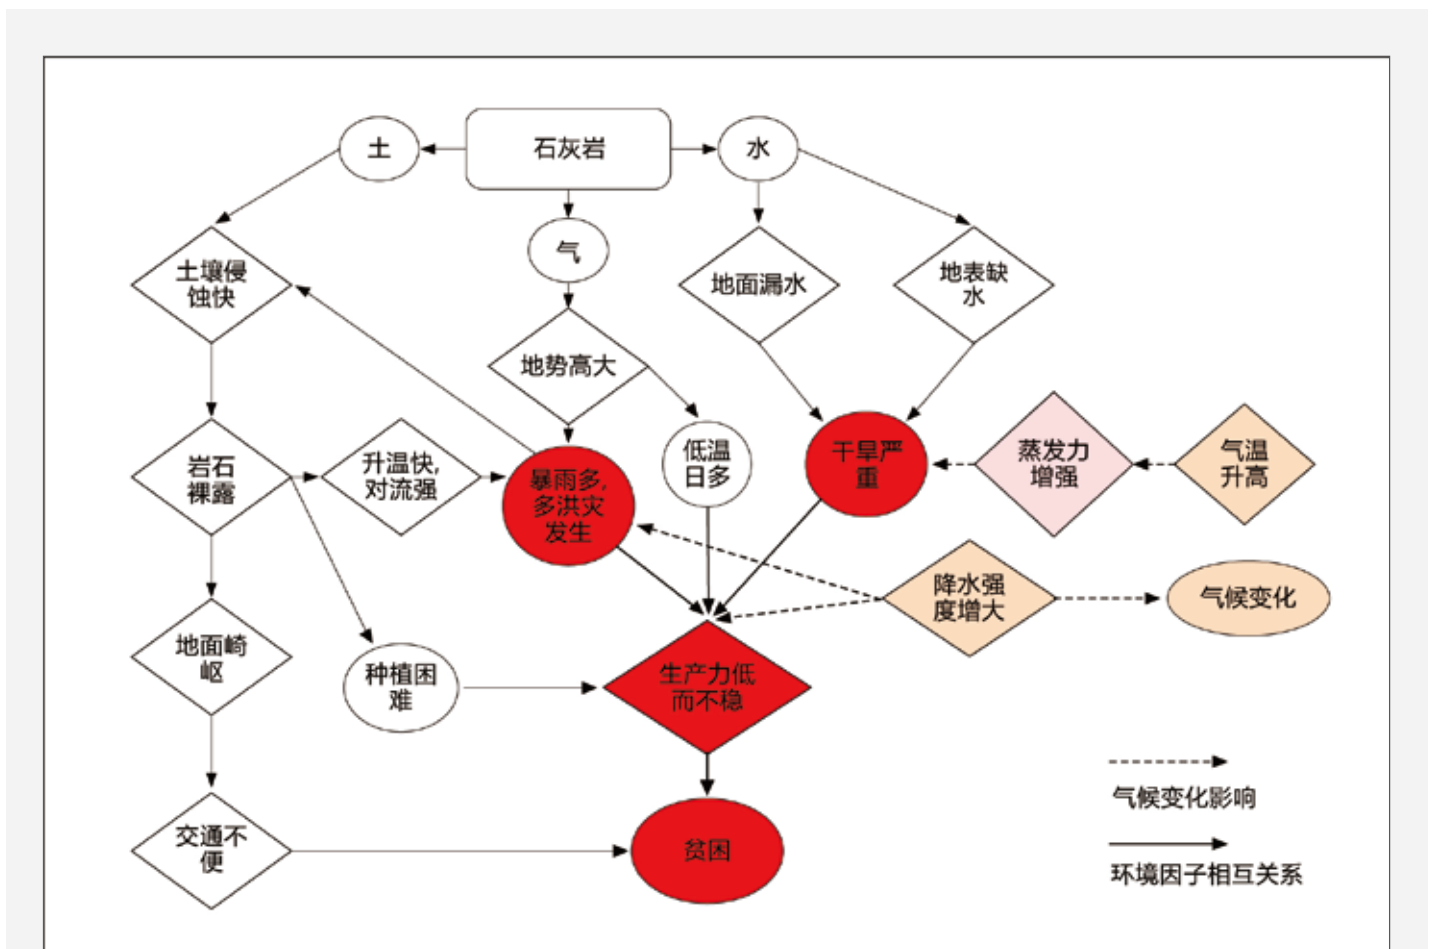 土
石灰岩
水
气
土壤侵
蚀快
地面漏水
地表缺
水
地势高大
岩石
裸露
升温快,
对流强
暴雨多,
多洪灾
发生
低温
日多
干旱严
重
蒸发力
增强
气温
升高
降水强
度增大
气候变化
地面崎
岖
种植困
难
生产力低
而不稳
气候变化影响
交通不
便
贫困
环境因子相互关系